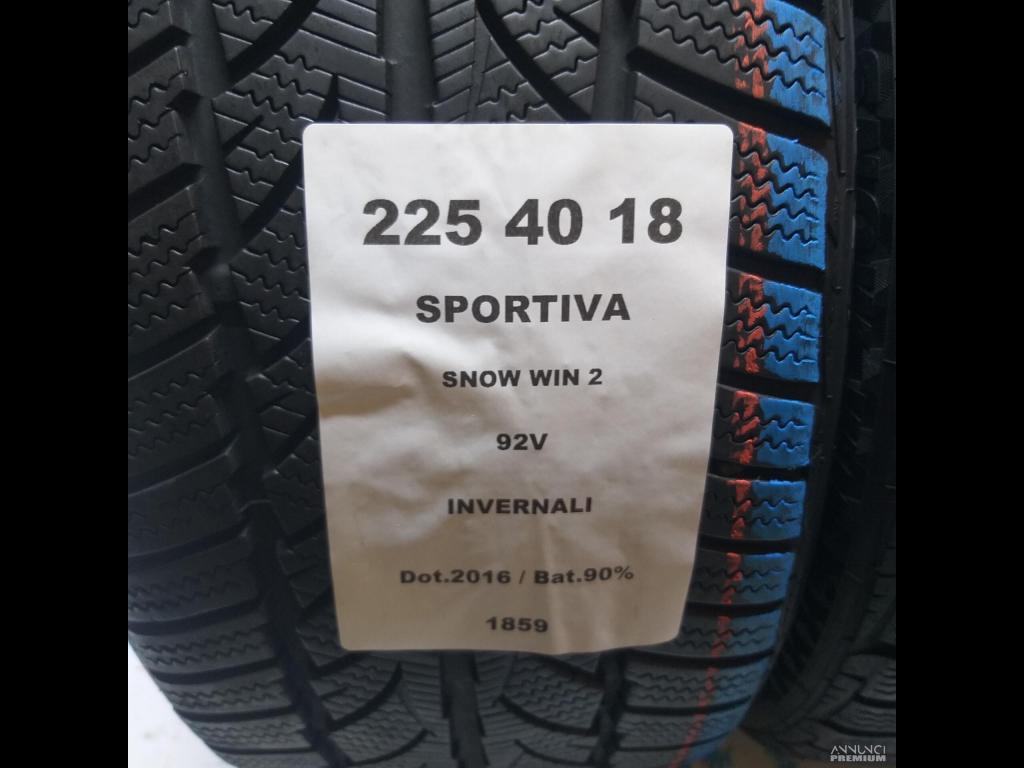 225 40 18
SPORTIVA
SNOW WIN 2
92V
INVERNALI
Dot.2016 / Bat.90%
1859
ANNUNCI
PREMIUM